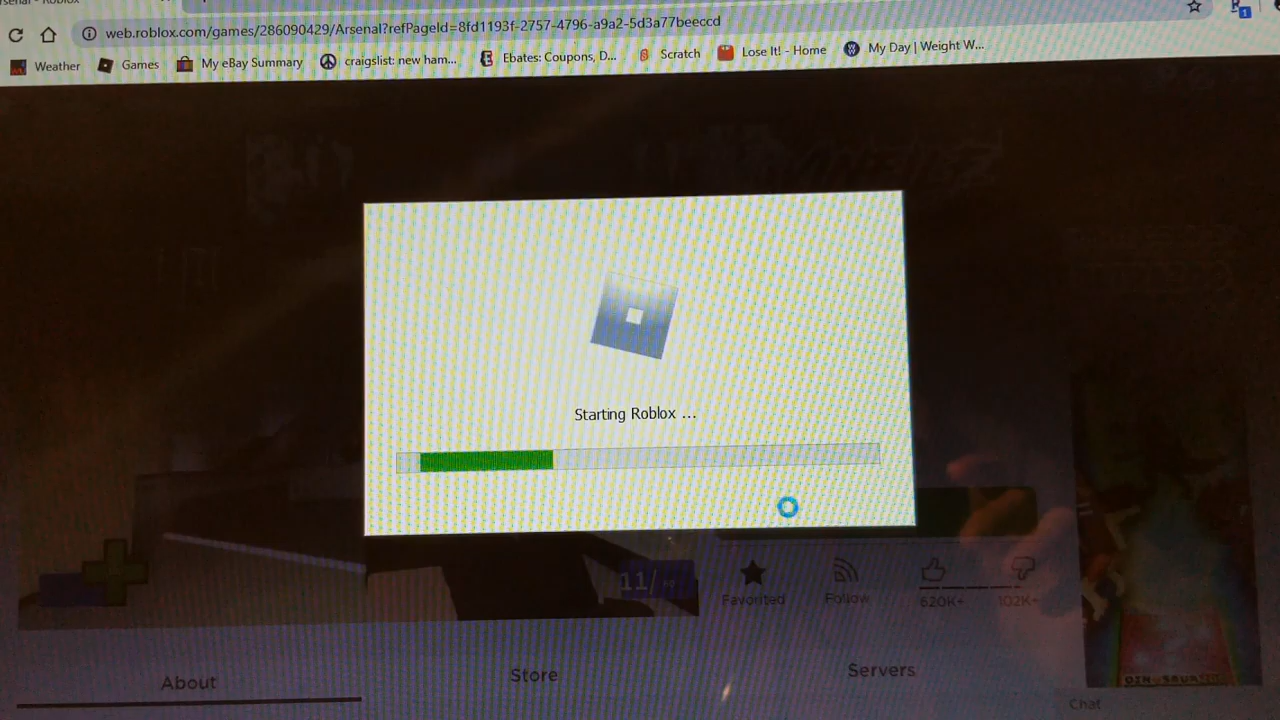 web.roblox.com/games/286090429/Arsenal?refPageId=8fd1193f-2757-4796-a9a2-5d3a77beeccd
1
Weather Games My eBay Summary craigslist: new ham... Ebates: Coupons, D... Scratch Lose It! - Home My Day | Weight W...
Starting Roblox ...
11/
Favorited Follow 620K+ 102K+
About Store Servers
Chat